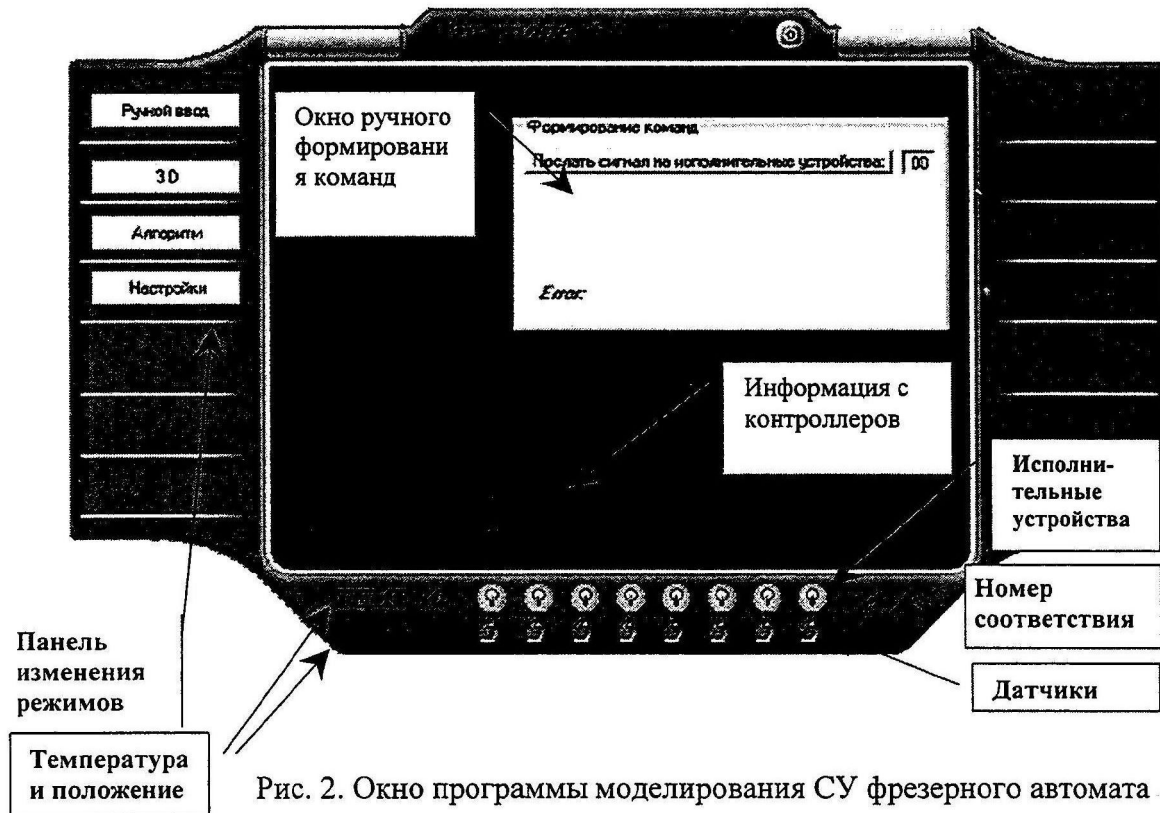 Ручной ввод
3D
Алгоритм
Настройки
Окно ручного
формировани
я команд
Формирование команд
Послать сигнал на исполнительные устройства:
00
Error:
Информация с
контроллеров
Исполни-
тельные
устройства
Номер
соответствия
Датчики
Панель
изменения
режимов
Температура
и положение
Рис. 2. Окно программы моделирования СУ фрезерного автомата